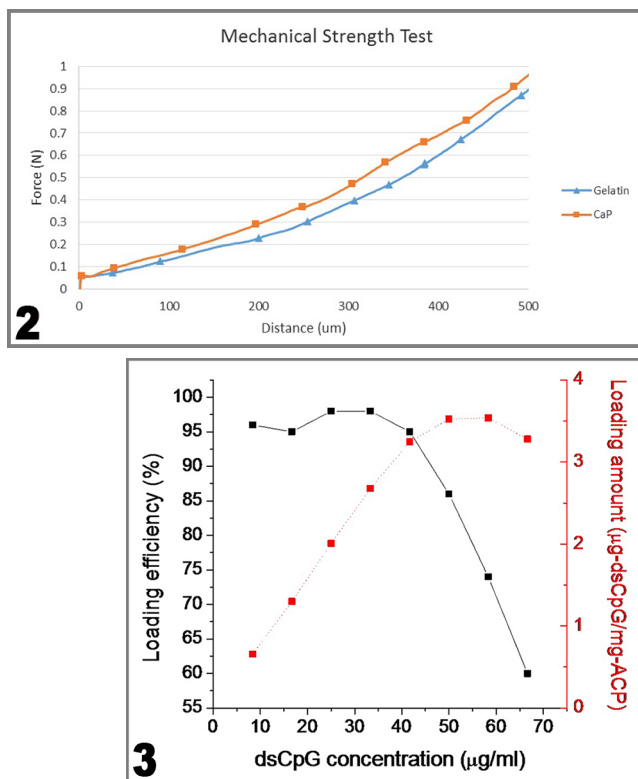 Mechanical Strength Test
1
0.9
0.8
0.7
0.6
0.5
0.4
0.3
0.2
0.1
0
Force (N)
0 100 200 300 400 500
Distance (um)
Gelatin
CaP
2
100
95
90
85
80
75
70
65
60
55
Loading efficiency (%)
0 10 20 30 40 50 60 70
dsCpG concentration (μg/ml)
4
3
2
1
0
Loading amount (μg-dsCpG/mg-ACP)
3